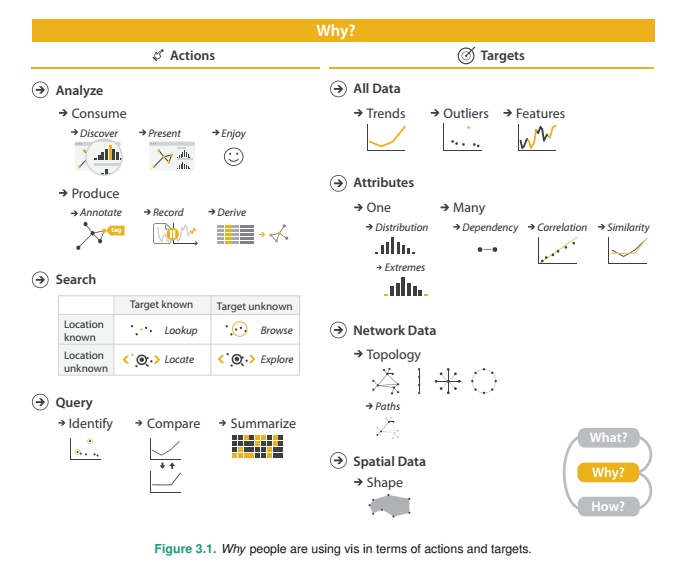 Why?
Actions
Analyze
→ Consume
→ Discover → Present → Enjoy
→ Produce
→ Annotate → Record → Derive
tag
Search
Target known Target unknown
Location known Lookup Browse
Location unknown Locate Explore
Query
→ Identify → Compare → Summarize
Targets
All Data
→ Trends → Outliers → Features
Attributes
→ One → Many
→ Distribution → Dependency → Correlation → Similarity
→ Extremes
Network Data
→ Topology
→ Paths
Spatial Data
→ Shape
What?
Why?
How?
Figure 3.1. Why people are using vis in terms of actions and targets.